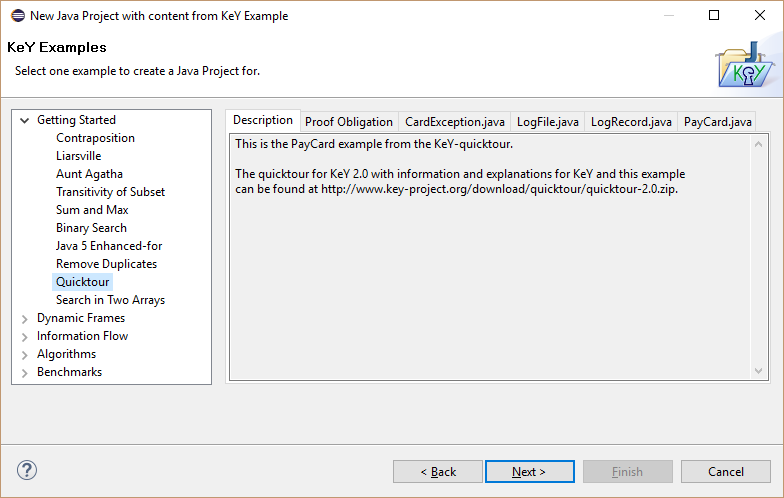 New Java Project with content from KeY Example
KeY Examples
Select one example to create a Java Project for.
KeY
Getting Started
Contraposition
Liarsville
Aunt Agatha
Transitivity of Subset
Sum and Max
Binary Search
Java 5 Enhanced-for
Remove Duplicates
Quicktour
Search in Two Arrays
Dynamic Frames
Information Flow
Algorithms
Benchmarks
Description Proof Obligation CardException.java LogFile.java LogRecord.java PayCard.java
This is the PayCard example from the KeY-quicktour.
The quicktour for KeY 2.0 with information and explanations for KeY and this example
can be found at http://www.key-project.org/download/quicktour/quicktour-2.0.zip.
? < Back Next > Finish Cancel